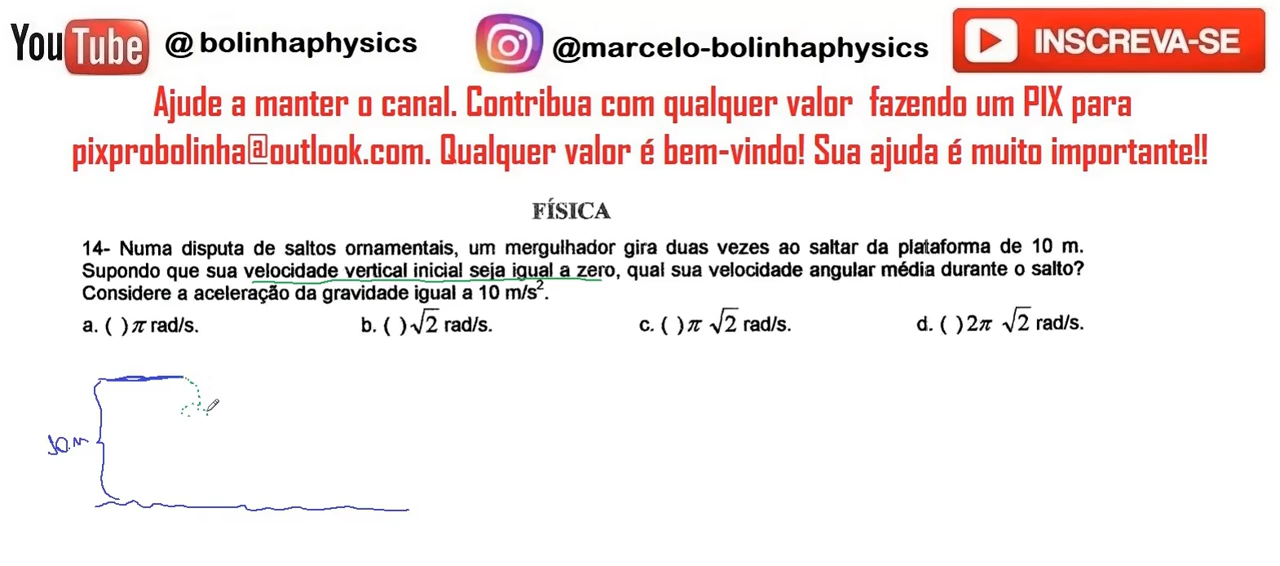 YouTube @bolinhaphysics @marcelo-bolinhaphysics INSCREVA-SE
Ajude a manter o canal. Contribua com qualquer valor fazendo um PIX para
pixprobolinha@outlook.com. Qualquer valor é bem-vindo! Sua ajuda é muito importante!!
FÍSICA
14- Numa disputa de saltos ornamentais, um mergulhador gira duas vezes ao saltar da plataforma de 10 m.
Supondo que sua velocidade vertical inicial seja igual a zero, qual sua velocidade angular média durante o salto?
Considere a aceleração da gravidade igual a 10 m/s².
a. ( ) π rad/s. b. ( ) √2 rad/s. c. ( ) π √2 rad/s. d. ( ) 2π √2 rad/s.
10m